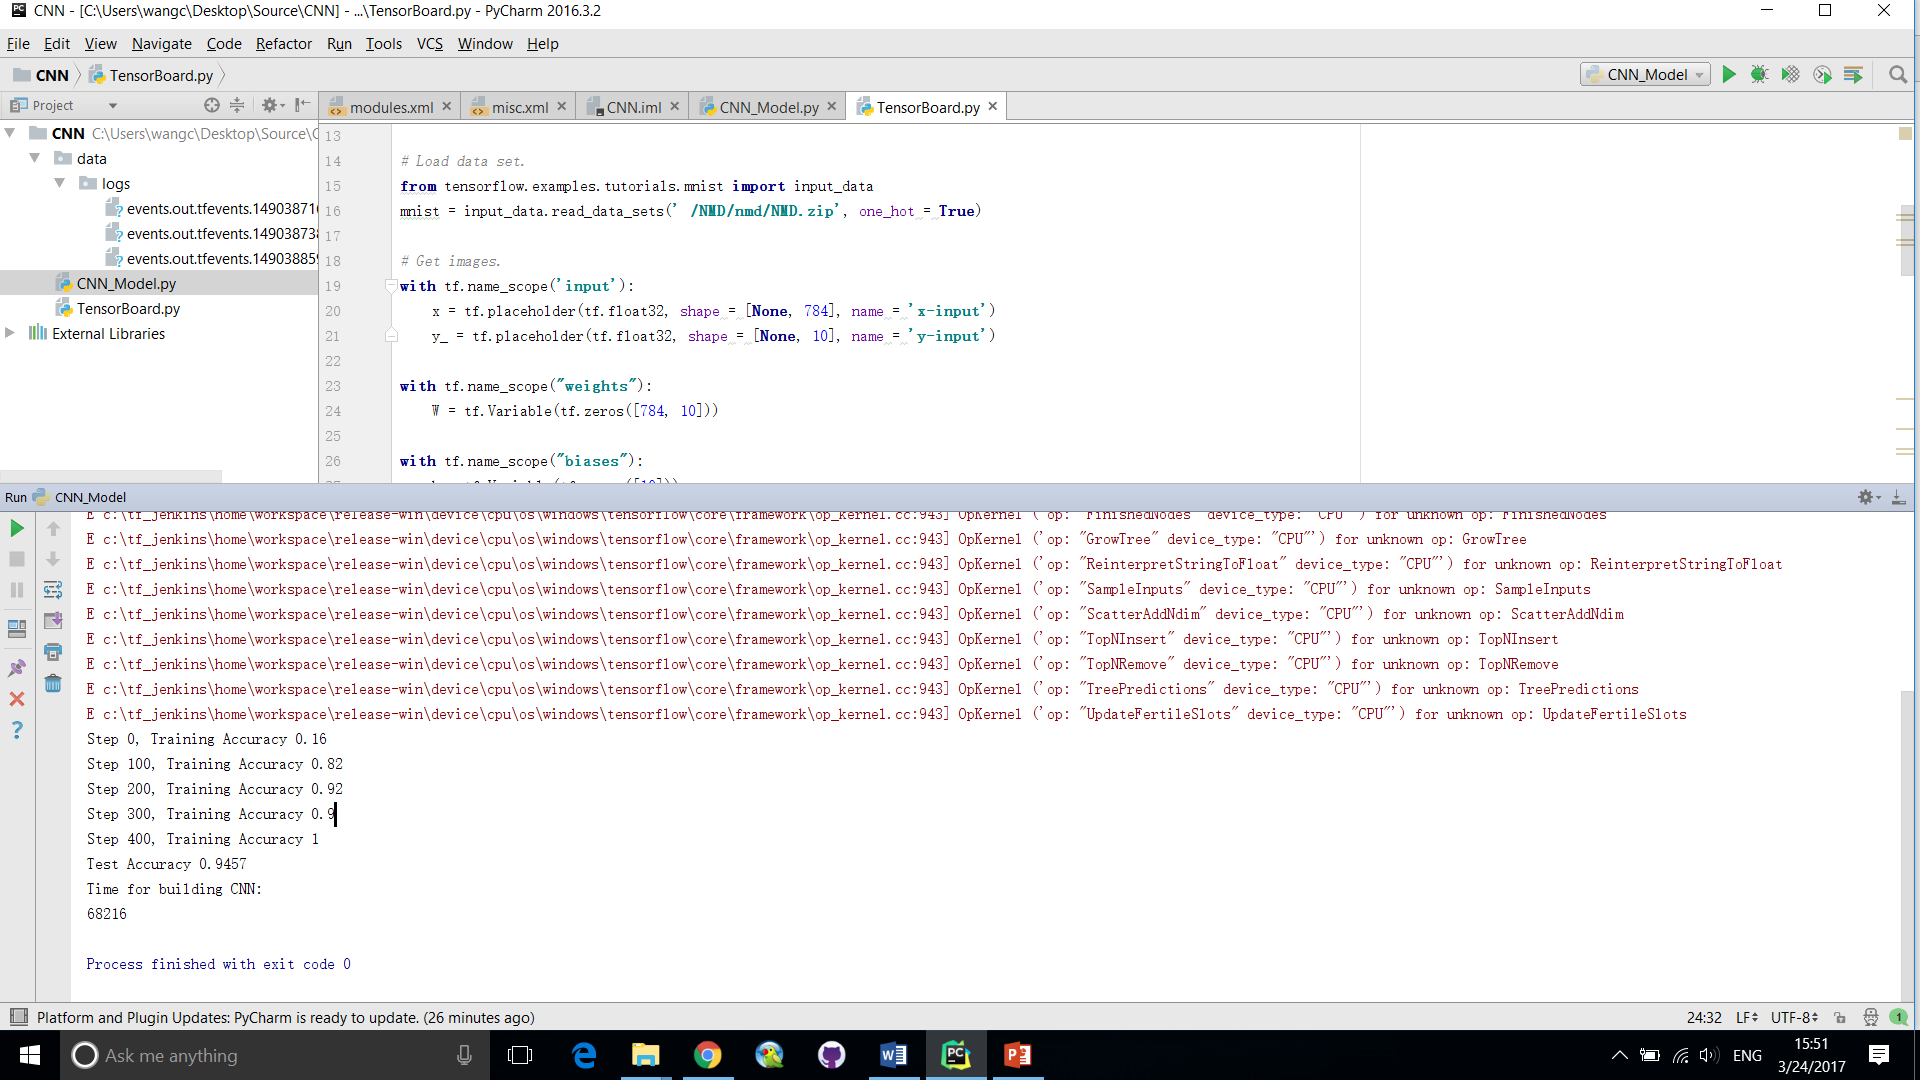 CNN - [C:\Users\wangc\Desktop\Source\CNN] - ...\TensorBoard.py - PyCharm 2016.3.2
File Edit View Navigate Code Refactor Run Tools VCS Window Help
CNN TensorBoard.py CNN_Model
Project modules.xml misc.xml CNN.iml CNN_Model.py TensorBoard.py
CNN C:\Users\wangc\Desktop\Source\C
data
logs
events.out.tfevents.14903871
events.out.tfevents.14903873
events.out.tfevents.14903885
CNN_Model.py
TensorBoard.py
External Libraries
13
14 # Load data set.
15 from tensorflow.examples.tutorials.mnist import input_data
16 mnist = input_data.read_data_sets(' /NMD/nmd/NMD.zip', one_hot = True)
17
18 # Get images.
19 with tf.name_scope('input'):
20 x = tf.placeholder(tf.float32, shape = [None, 784], name = 'x-input')
21 y_ = tf.placeholder(tf.float32, shape = [None, 10], name = 'y-input')
22
23 with tf.name_scope("weights"):
24 W = tf.Variable(tf.zeros([784, 10]))
25
26 with tf.name_scope("biases"):
Run CNN_Model
E c:\tf_jenkins\home\workspace\release-win\device\cpu\os\windows\tensorflow\core\framework\op_kernel.cc:943] OpKernel ('op: "FinishedNodes" device_type: "CPU"') for unknown op: FinishedNodes
E c:\tf_jenkins\home\workspace\release-win\device\cpu\os\windows\tensorflow\core\framework\op_kernel.cc:943] OpKernel ('op: "GrowTree" device_type: "CPU"') for unknown op: GrowTree
E c:\tf_jenkins\home\workspace\release-win\device\cpu\os\windows\tensorflow\core\framework\op_kernel.cc:943] OpKernel ('op: "ReinterpretStringToFloat" device_type: "CPU"') for unknown op: ReinterpretStringToFloat
E c:\tf_jenkins\home\workspace\release-win\device\cpu\os\windows\tensorflow\core\framework\op_kernel.cc:943] OpKernel ('op: "SampleInputs" device_type: "CPU"') for unknown op: SampleInputs
E c:\tf_jenkins\home\workspace\release-win\device\cpu\os\windows\tensorflow\core\framework\op_kernel.cc:943] OpKernel ('op: "ScatterAddNdim" device_type: "CPU"') for unknown op: ScatterAddNdim
E c:\tf_jenkins\home\workspace\release-win\device\cpu\os\windows\tensorflow\core\framework\op_kernel.cc:943] OpKernel ('op: "TopNInsert" device_type: "CPU"') for unknown op: TopNInsert
E c:\tf_jenkins\home\workspace\release-win\device\cpu\os\windows\tensorflow\core\framework\op_kernel.cc:943] OpKernel ('op: "TopNRemove" device_type: "CPU"') for unknown op: TopNRemove
E c:\tf_jenkins\home\workspace\release-win\device\cpu\os\windows\tensorflow\core\framework\op_kernel.cc:943] OpKernel ('op: "TreePredictions" device_type: "CPU"') for unknown op: TreePredictions
E c:\tf_jenkins\home\workspace\release-win\device\cpu\os\windows\tensorflow\core\framework\op_kernel.cc:943] OpKernel ('op: "UpdateFertileSlots" device_type: "CPU"') for unknown op: UpdateFertileSlots
Step 0, Training Accuracy 0.16
Step 100, Training Accuracy 0.82
Step 200, Training Accuracy 0.92
Step 300, Training Accuracy 0.9
Step 400, Training Accuracy 1
Test Accuracy 0.9457
Time for building CNN:
68216
Process finished with exit code 0
Platform and Plugin Updates: PyCharm is ready to update. (26 minutes ago) 24:32 LF UTF-8 1
Ask me anything ENG 15:51
3/24/2017